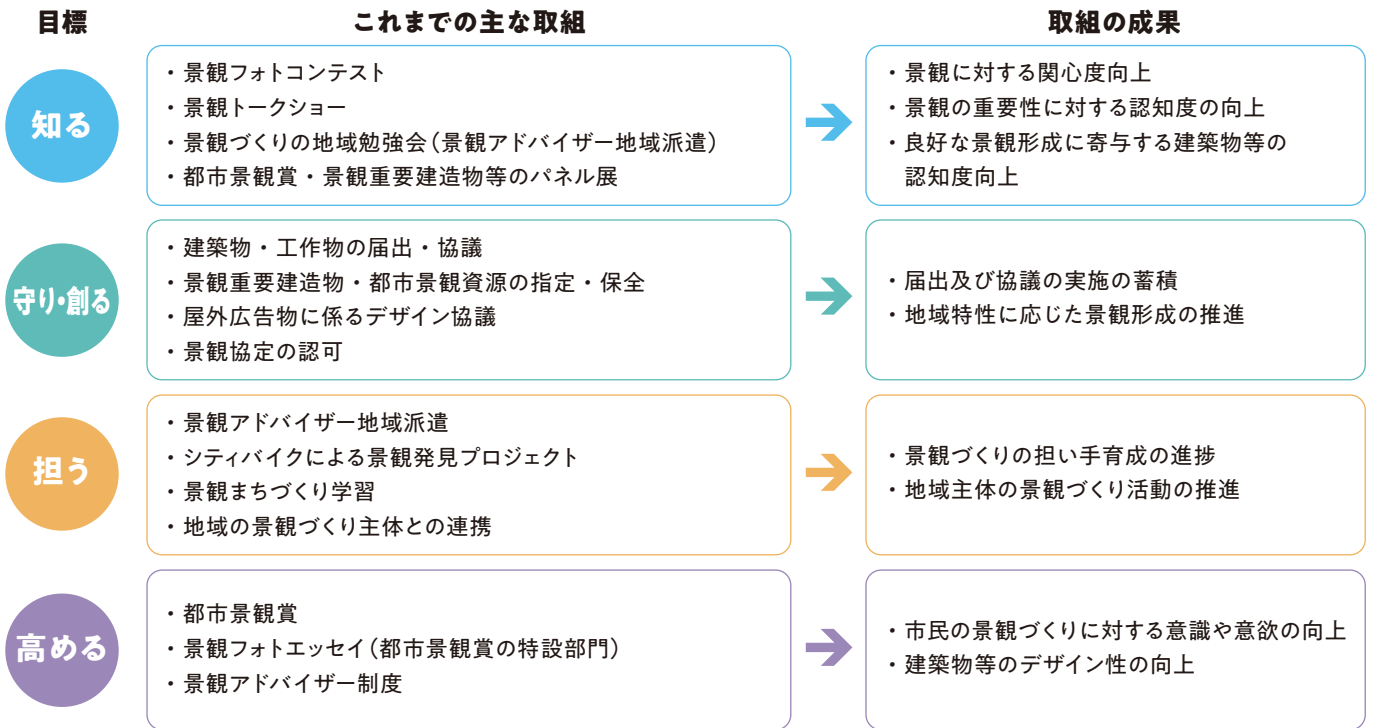 目標
これまでの主な取組
取組の成果
知る
・景観フォトコンテスト
・景観トークショー
・景観づくりの地域勉強会（景観アドバイザー地域派遣）
・都市景観賞・景観重要建造物等のパネル展
・景観に対する関心度向上
・景観の重要性に対する認知度の向上
・良好な景観形成に寄与する建築物等の
認知度向上
守り・創る
・建築物・工作物の届出・協議
・景観重要建造物・都市景観資源の指定・保全
・屋外広告物に係るデザイン協議
・景観協定の認可
・届出及び協議の実施の蓄積
・地域特性に応じた景観形成の推進
担う
・景観アドバイザー地域派遣
・シティバイクによる景観発見プロジェクト
・景観まちづくり学習
・地域の景観づくり主体との連携
・景観づくりの担い手育成の進捗
・地域主体の景観づくり活動の推進
高める
・都市景観賞
・景観フォトエッセイ（都市景観賞の特設部門）
・景観アドバイザー制度
・市民の景観づくりに対する意識や意欲の向上
・建築物等のデザイン性の向上